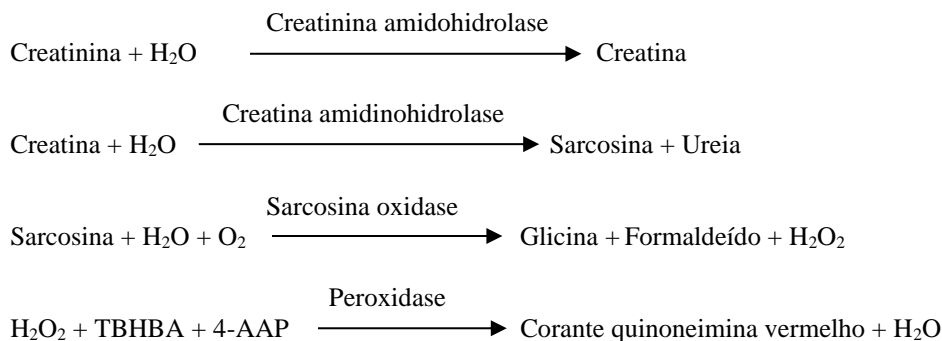 Creatinina amidohidrolase
Creatinina + H₂O Creatina
Creatina amidinohidrolase
Creatina + H₂O Sarcosina + Ureia
Sarcosina oxidase
Sarcosina + H₂O + O₂ Glicina + Formaldeído + H₂O₂
Peroxidase
H₂O₂ + TBHBA + 4-AAP Corante quinoneimina vermelho + H₂O